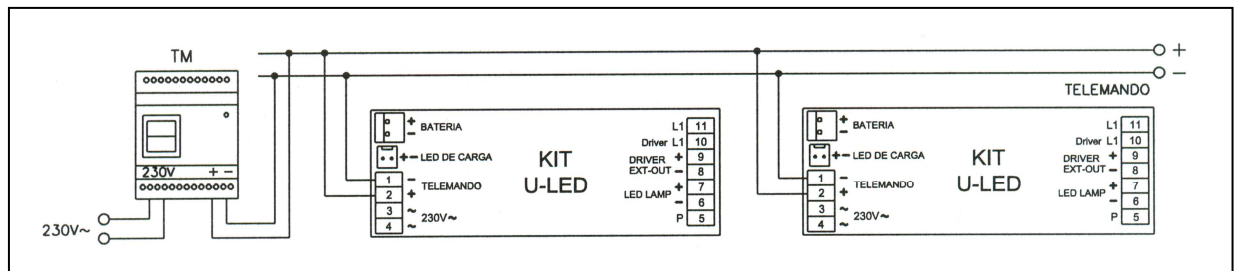 TM
+
−
TELEMANDO
230V
+ −
230V~
+
−
BATERIA
+ − LED DE CARGA
1 −
TELEMANDO
2 +
3 ~
230V~
4 ~
KIT
U-LED
L1 11
Driver L1 10
DRIVER + 9
EXT-OUT − 8
LED LAMP + 7
− 6
P 5
+
−
BATERIA
+ − LED DE CARGA
1 −
TELEMANDO
2 +
3 ~
230V~
4 ~
KIT
U-LED
L1 11
Driver L1 10
DRIVER + 9
EXT-OUT − 8
LED LAMP + 7
− 6
P 5